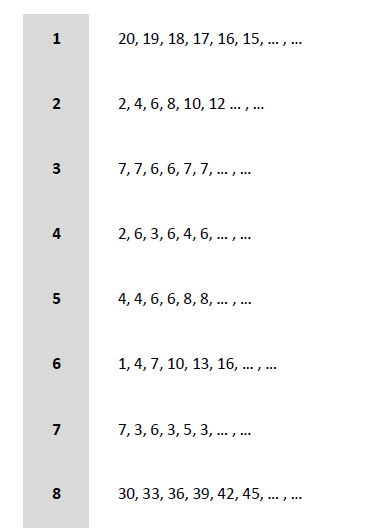 1 20, 19, 18, 17, 16, 15, ... , ...
2 2, 4, 6, 8, 10, 12 ... , ...
3 7, 7, 6, 6, 7, 7, ... , ...
4 2, 6, 3, 6, 4, 6, ... , ...
5 4, 4, 6, 6, 8, 8, ... , ...
6 1, 4, 7, 10, 13, 16, ... , ...
7 7, 3, 6, 3, 5, 3, ... , ...
8 30, 33, 36, 39, 42, 45, ... , ...